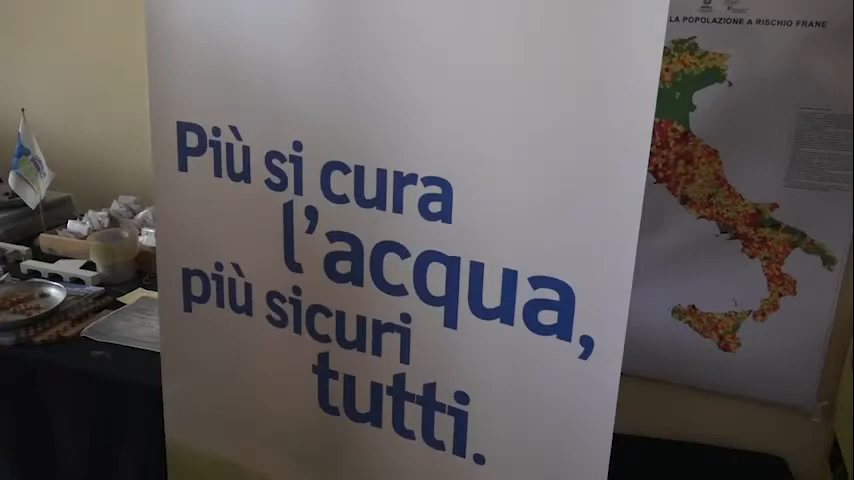 Più si cura
l'acqua,
più sicuri
tutti.
LA POPOLAZIONE A RISCHIO FRANE